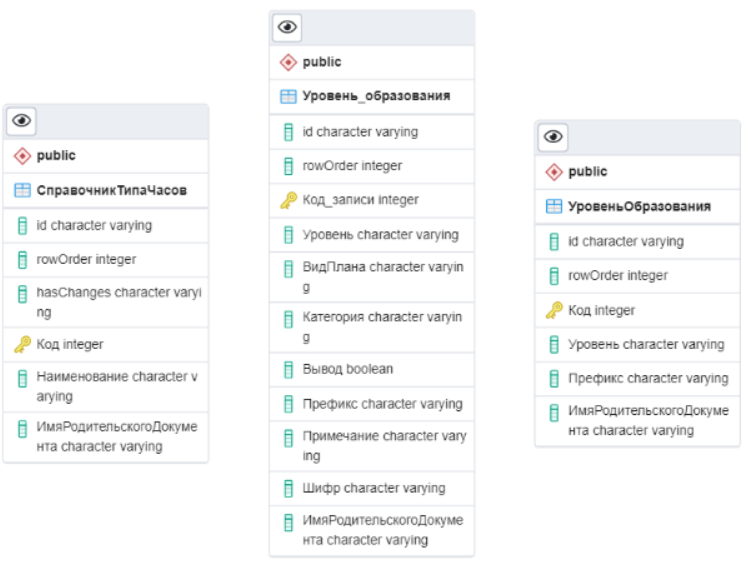 public
СправочникТипаЧасов
id character varying
rowOrder integer
hasChanges character varyi
ng
Код integer
Наименование character v
arying
ИмяРодительскогоДокуме
нта character varying
public
Уровень_образования
id character varying
rowOrder integer
Код_записи integer
Уровень character varying
ВидПлана character varyin
g
Категория character varyin
g
Вывод boolean
Префикс character varying
Примечание character vary
ing
Шифр character varying
ИмяРодительскогоДокуме
нта character varying
public
УровеньОбразования
id character varying
rowOrder integer
Код integer
Уровень character varying
Префикс character varying
ИмяРодительскогоДокуме
нта character varying